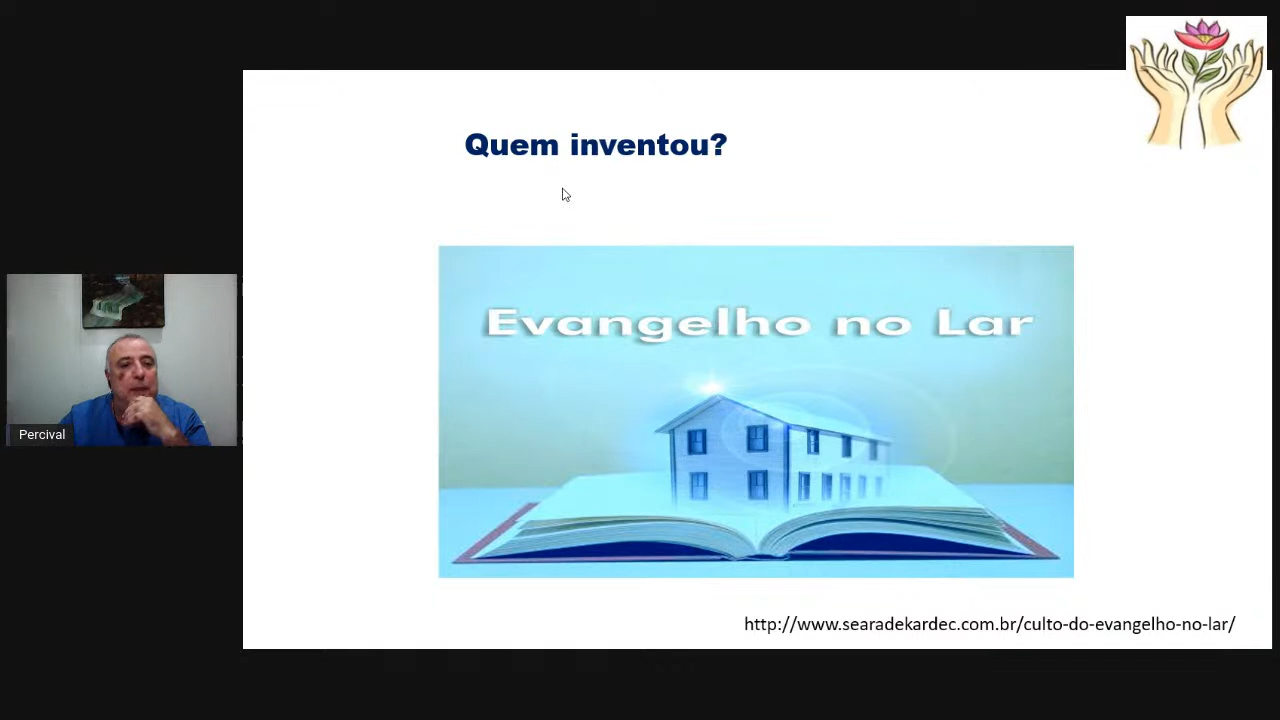 Quem inventou?
Evangelho no Lar
Percival
http://www.searadekardec.com.br/culto-do-evangelho-no-lar/